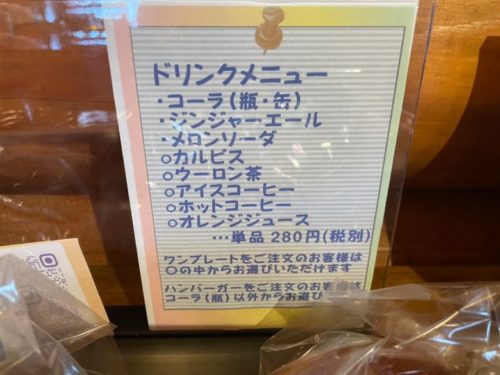 ドリンクメニュー
・コーラ(瓶・缶)
・ジンジャーエール
・メロンソーダ
○カルピス
○ウーロン茶
○アイスコーヒー
○ホットコーヒー
○オレンジジュース
…単品 280円(税別)
ワンプレートをご注文のお客様は
○の中からお選びいただけます
ハンバーガーをご注文のお客様は
コーラ(瓶)以外からお選び